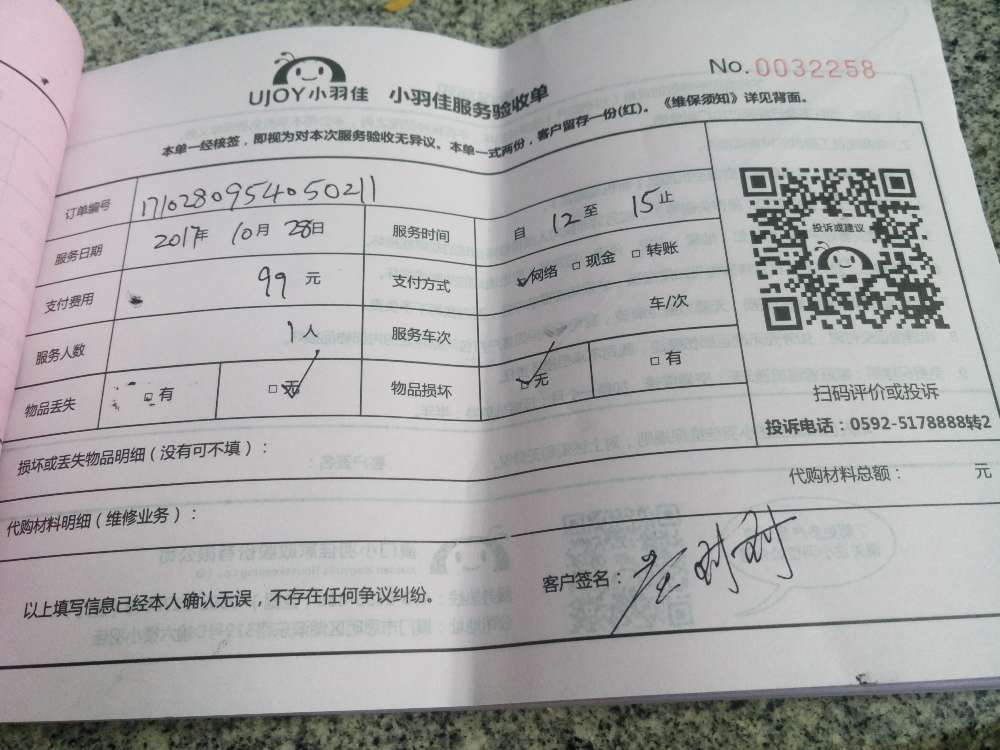 No. 0032258
UJOY小羽佳 小羽佳服务验收单
本单一经核签，即视为对本次服务验收无异议。本单一式两份，客户留存一份(红)。《维保须知》详见背面。
订单编号 1710280954050211
服务日期 2017年 10月 28日 服务时间 自 12 至 15 止
支付费用 99 元 支付方式 网络 □ 现金 □ 转账
服务人数 1人 服务车次 车/次
物品丢失 □ 有 □ 无 物品损坏 □ 无 □ 有
投诉或建议
扫码评价或投诉
投诉电话：0592-5178888转2
损坏或丢失物品明细（没有可不填）：
代购材料总额： 元
代购材料明细（维修业务）：
以上填写信息已经本人确认无误，不存在任何争议纠纷。
客户签名：